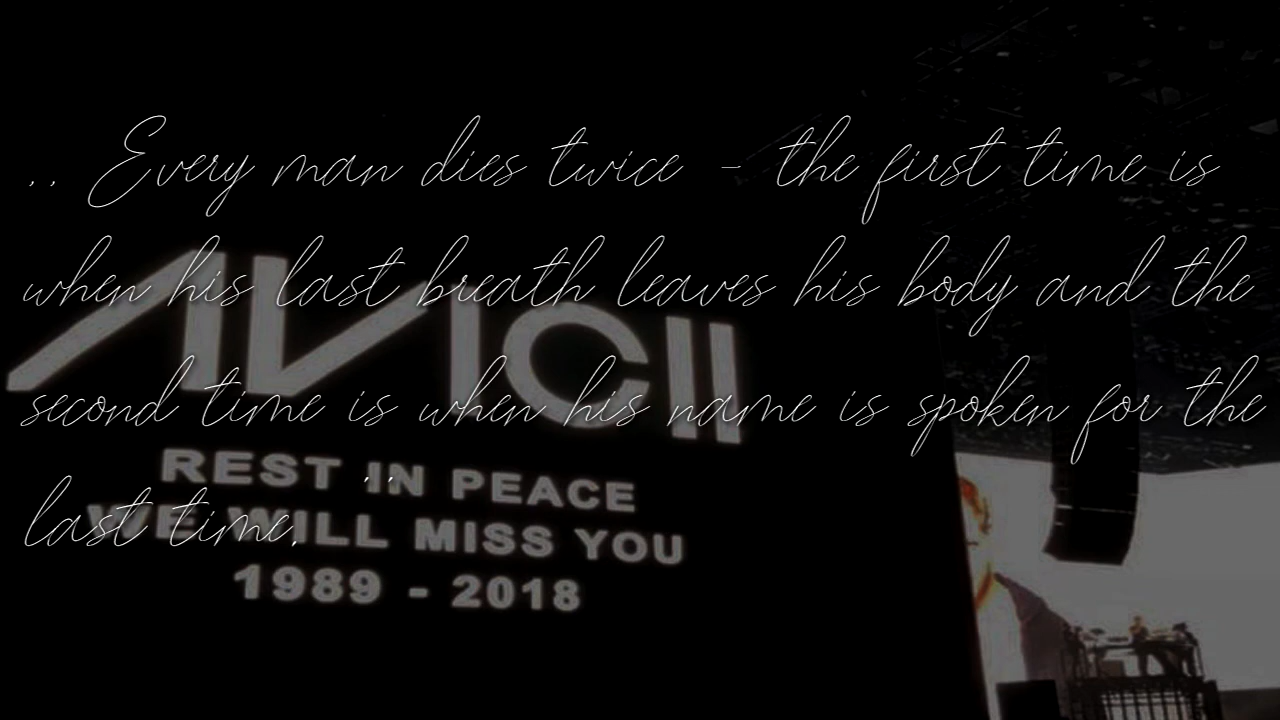 ,, Every man dies twice - the first time is
when his last breath leaves his body and the
second time is when his name is spoken for the
last time. ''
AVICII
REST IN PEACE
WE WILL MISS YOU
1989 - 2018